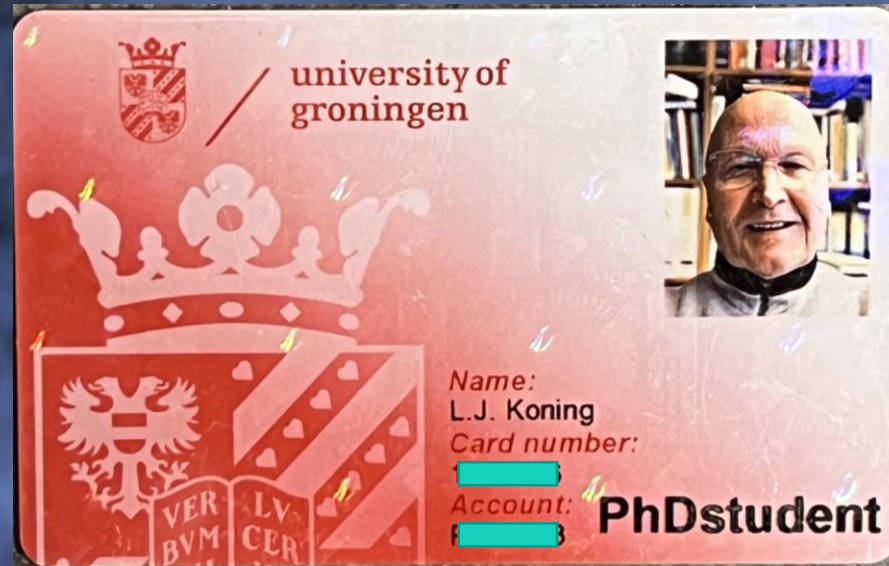 university of
groningen
Name:
L.J. Koning
Card number:
Account:
PhDstudent
VER
BVM
LV
CER